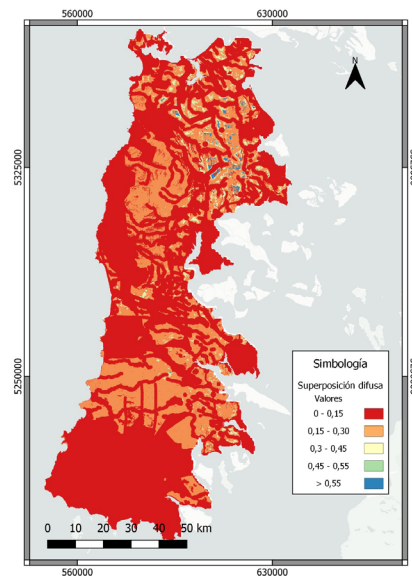 560000 630000
N
5325000
5250000
Simbología
Superposición difusa
Valores
0 - 0,15
0,15 - 0,30
0,3 - 0,45
0,45 - 0,55
> 0,55
0 10 20 30 40 50 km
560000 630000